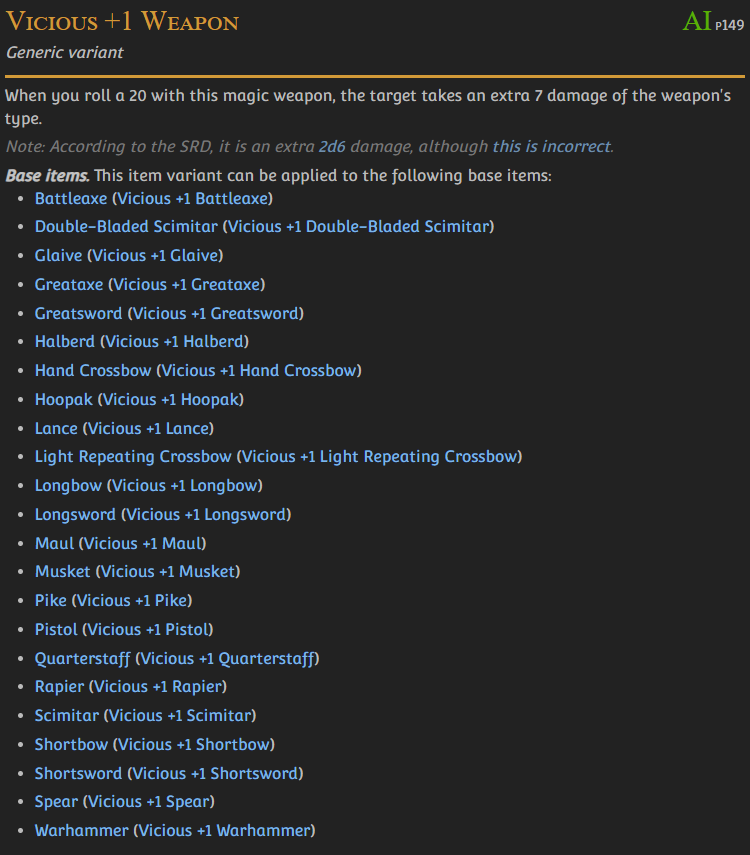 Vicious +1 Weapon AI p149
Generic variant
When you roll a 20 with this magic weapon, the target takes an extra 7 damage of the weapon's
type.
Note: According to the SRD, it is an extra 2d6 damage, although this is incorrect.
Base items. This item variant can be applied to the following base items:
• Battleaxe (Vicious +1 Battleaxe)
• Double-Bladed Scimitar (Vicious +1 Double-Bladed Scimitar)
• Glaive (Vicious +1 Glaive)
• Greataxe (Vicious +1 Greataxe)
• Greatsword (Vicious +1 Greatsword)
• Halberd (Vicious +1 Halberd)
• Hand Crossbow (Vicious +1 Hand Crossbow)
• Hoopak (Vicious +1 Hoopak)
• Lance (Vicious +1 Lance)
• Light Repeating Crossbow (Vicious +1 Light Repeating Crossbow)
• Longbow (Vicious +1 Longbow)
• Longsword (Vicious +1 Longsword)
• Maul (Vicious +1 Maul)
• Musket (Vicious +1 Musket)
• Pike (Vicious +1 Pike)
• Pistol (Vicious +1 Pistol)
• Quarterstaff (Vicious +1 Quarterstaff)
• Rapier (Vicious +1 Rapier)
• Scimitar (Vicious +1 Scimitar)
• Shortbow (Vicious +1 Shortbow)
• Shortsword (Vicious +1 Shortsword)
• Spear (Vicious +1 Spear)
• Warhammer (Vicious +1 Warhammer)